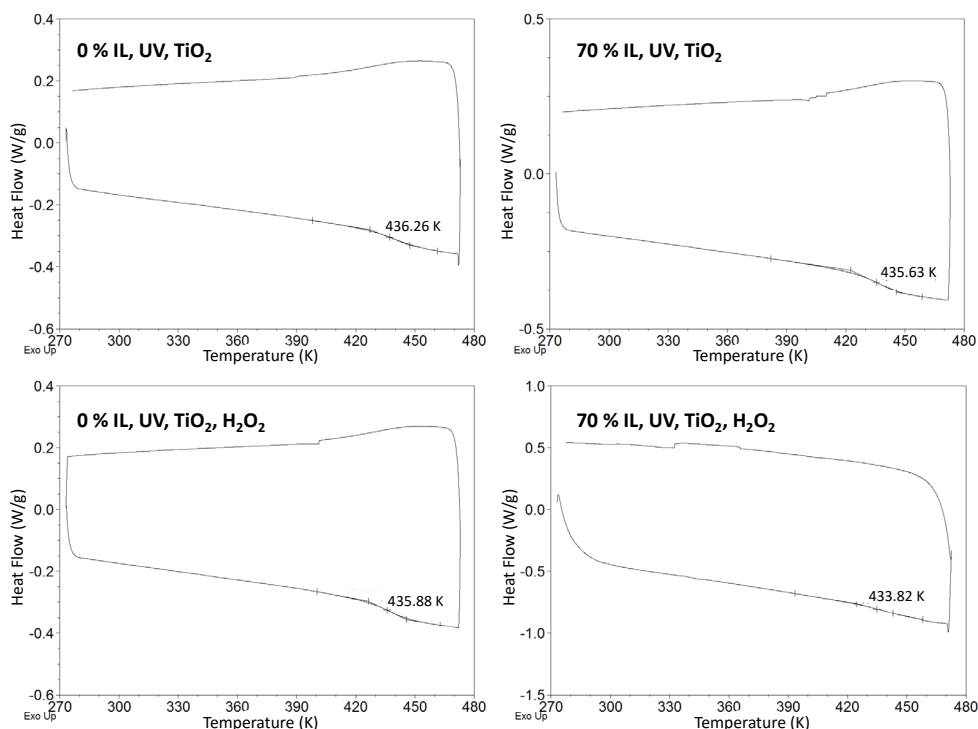 0 % IL, UV, TiO₂
Heat Flow (W/g)
0.4
0.2
0.0
-0.2
-0.4
-0.6
436.26 K
270 300 330 360 390 420 450 480
Exo Up
Temperature (K)
70 % IL, UV, TiO₂
Heat Flow (W/g)
0.5
0.0
-0.5
435.63 K
270 300 330 360 390 420 450 480
Exo Up
Temperature (K)
0 % IL, UV, TiO₂, H₂O₂
Heat Flow (W/g)
0.4
0.2
0.0
-0.2
-0.4
-0.6
435.88 K
270 300 330 360 390 420 450 480
Exo Up
Temperature (K)
70 % IL, UV, TiO₂, H₂O₂
Heat Flow (W/g)
1.0
0.5
0.0
-0.5
-1.0
-1.5
433.82 K
270 300 330 360 390 420 450 480
Exo Up
Temperature (K)